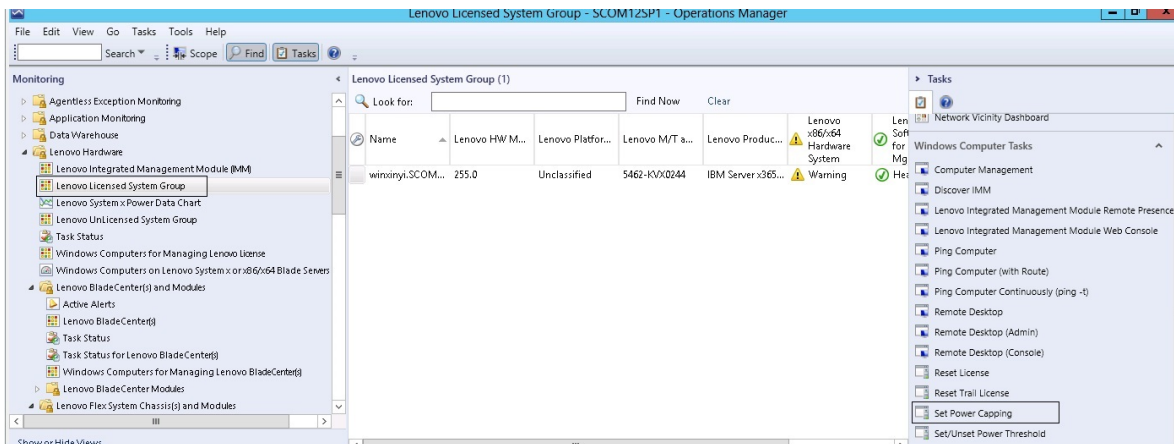 Lenovo Licensed System Group - SCOM12SP1 - Operations Manager
File Edit View Go Tasks Tools Help
Search Scope Find Tasks
Monitoring
Agentless Exception Monitoring
Application Monitoring
Data Warehouse
Lenovo Hardware
Lenovo Integrated Management Module (IMM)
Lenovo Licensed System Group
Lenovo System x Power Data Chart
Lenovo UnLicensed System Group
Task Status
Windows Computers for Managing Lenovo License
Windows Computers on Lenovo System x or x86/x64 Blade Servers
Lenovo BladeCenter(s) and Modules
Active Alerts
Lenovo BladeCenter(s)
Task Status
Task Status for Lenovo BladeCenter(s)
Windows Computers for Managing Lenovo BladeCenter(s)
Lenovo BladeCenter Modules
Lenovo Flex System Chassis(s) and Modules
Show or Hide Views
Lenovo Licensed System Group (1)
Look for: Find Now Clear
Name Lenovo HW M... Lenovo Platfor... Lenovo M/T a... Lenovo Produc... Lenovo x86/x64 Hardware System Len Soft for Mg
winxinyi.SCOM... 255.0 Unclassified 5462-KVX0244 IBM Server x365... Warning Hea
Tasks
Network Vicinity Dashboard
Windows Computer Tasks
Computer Management
Discover IMM
Lenovo Integrated Management Module Remote Presence
Lenovo Integrated Management Module Web Console
Ping Computer
Ping Computer (with Route)
Ping Computer Continuously (ping -t)
Remote Desktop
Remote Desktop (Admin)
Remote Desktop (Console)
Reset License
Reset Trail License
Set Power Capping
Set/Unset Power Threshold